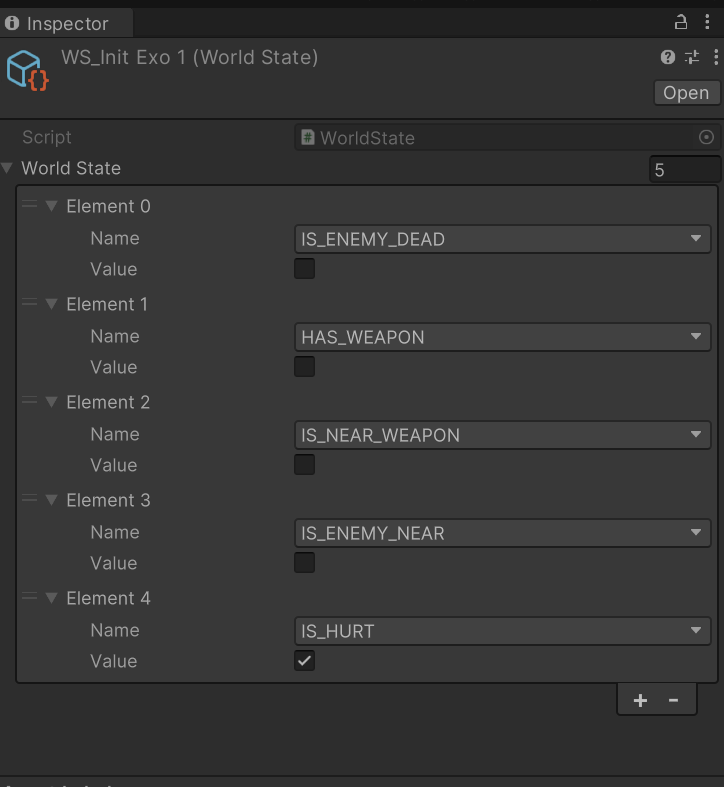 Inspector
WS_Init Exo 1 (World State)
Open
Script WorldState
World State 5
Element 0
Name IS_ENEMY_DEAD
Value
Element 1
Name HAS_WEAPON
Value
Element 2
Name IS_NEAR_WEAPON
Value
Element 3
Name IS_ENEMY_NEAR
Value
Element 4
Name IS_HURT
Value